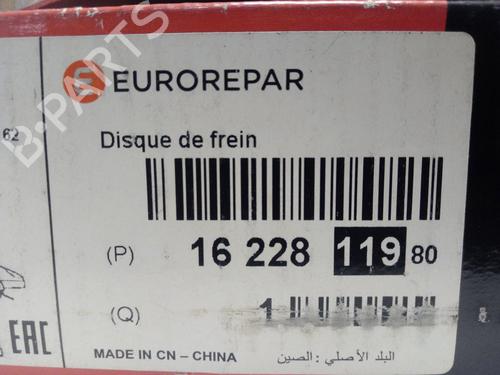 EUROREPAR
62
Disque de frein
(P) 16 228 119 80
(Q) 1
EAC
MADE IN CN – CHINA
البلد الأصلي : الصين
B-PARTS